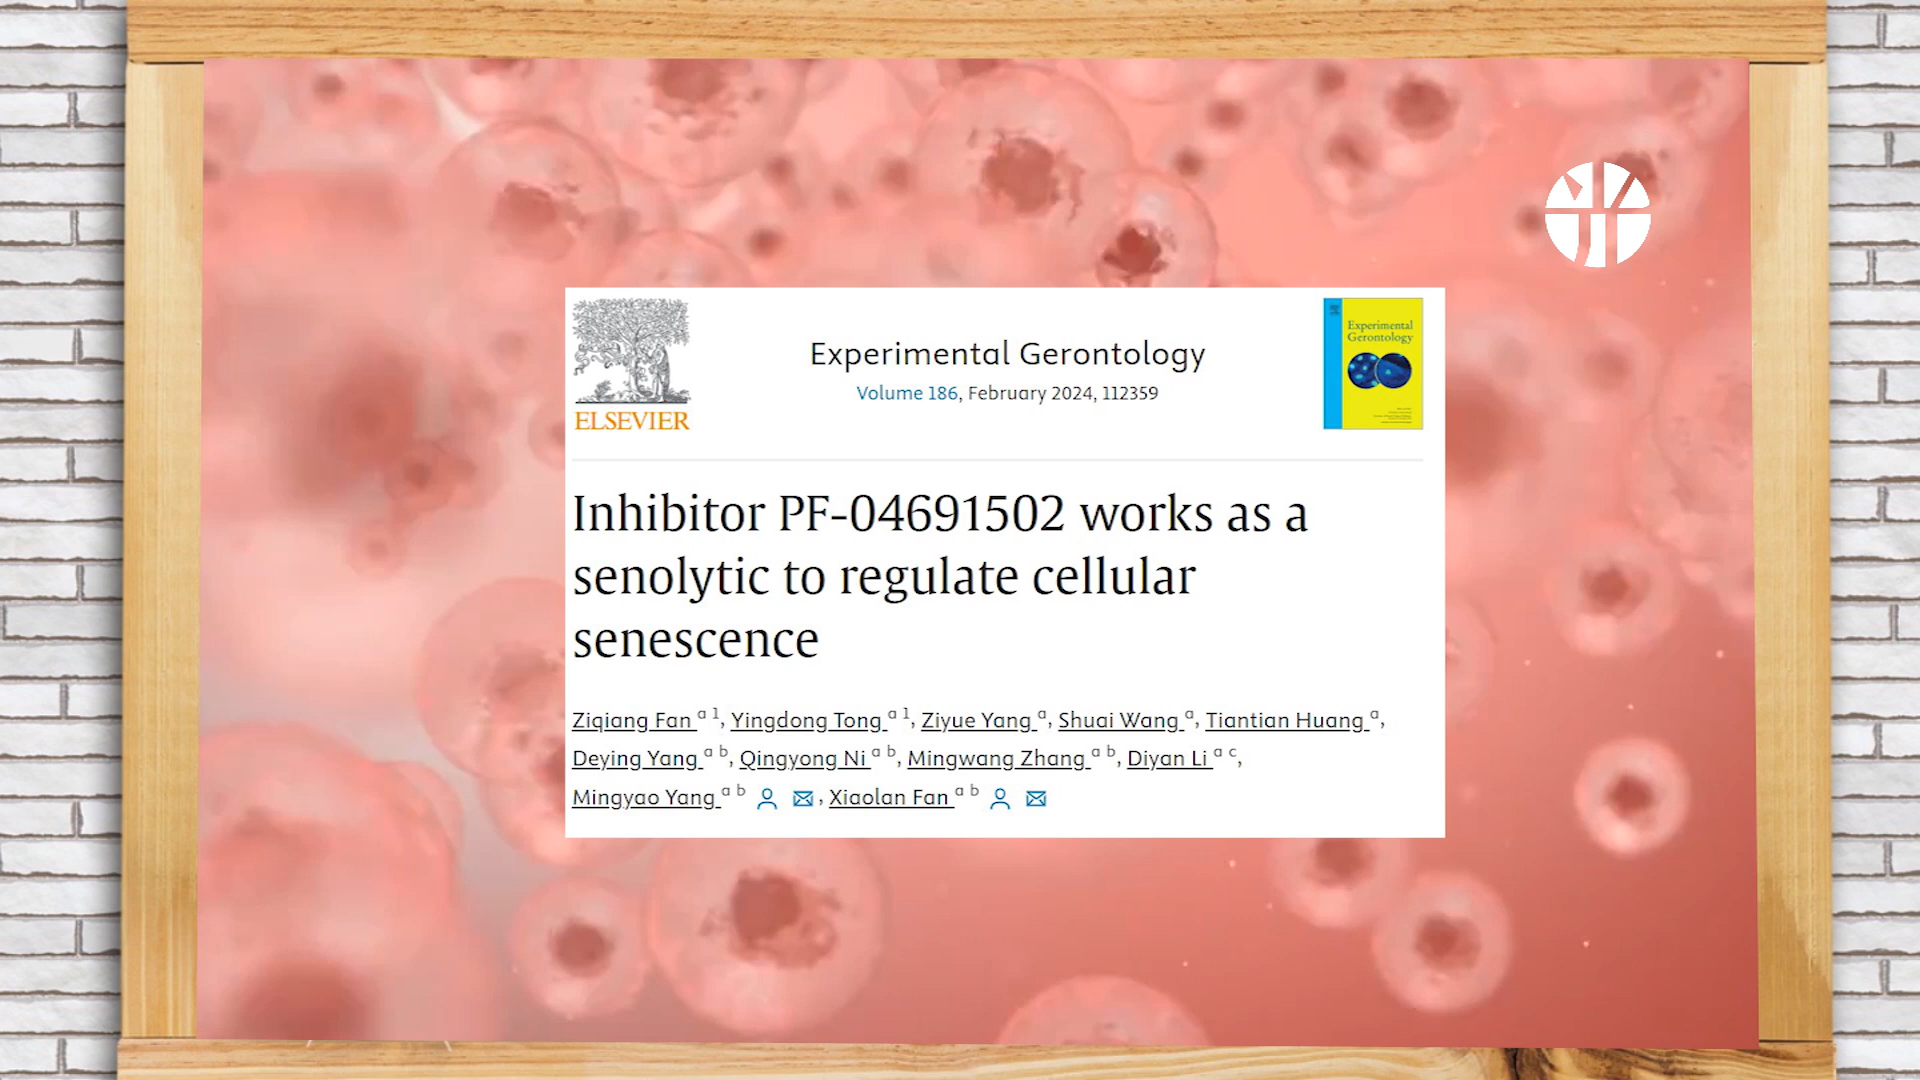 Experimental Gerontology
Volume 186, February 2024, 112359
ELSEVIER
Experimental
Gerontology
Inhibitor PF-04691502 works as a
senolytic to regulate cellular
senescence
Ziqiang Fan a 1, Yingdong Tong a 1, Ziyue Yang a, Shuai Wang a, Tiantian Huang a,
Deying Yang a b, Qingyong Ni a b, Mingwang Zhang a b, Diyan Li a c,
Mingyao Yang a b, Xiaolan Fan a b